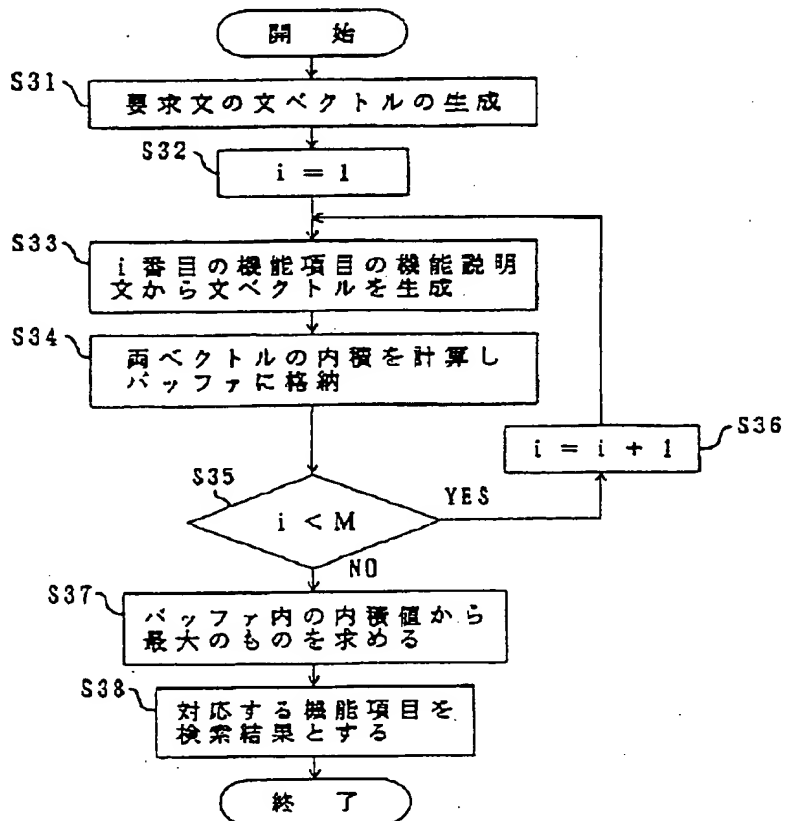 開 始
S31
要求文の文ベクトルの生成
S32
i = 1
S33
i 番目の機能項目の機能説明
文から文ベクトルを生成
S34
両ベクトルの内積を計算し
バッファに格納
S36
i = i + 1
S35
i < M
YES
NO
S37
バッファ内の内積値から
最大のものを求める
S38
対応する機能項目を
検索結果とする
終 了